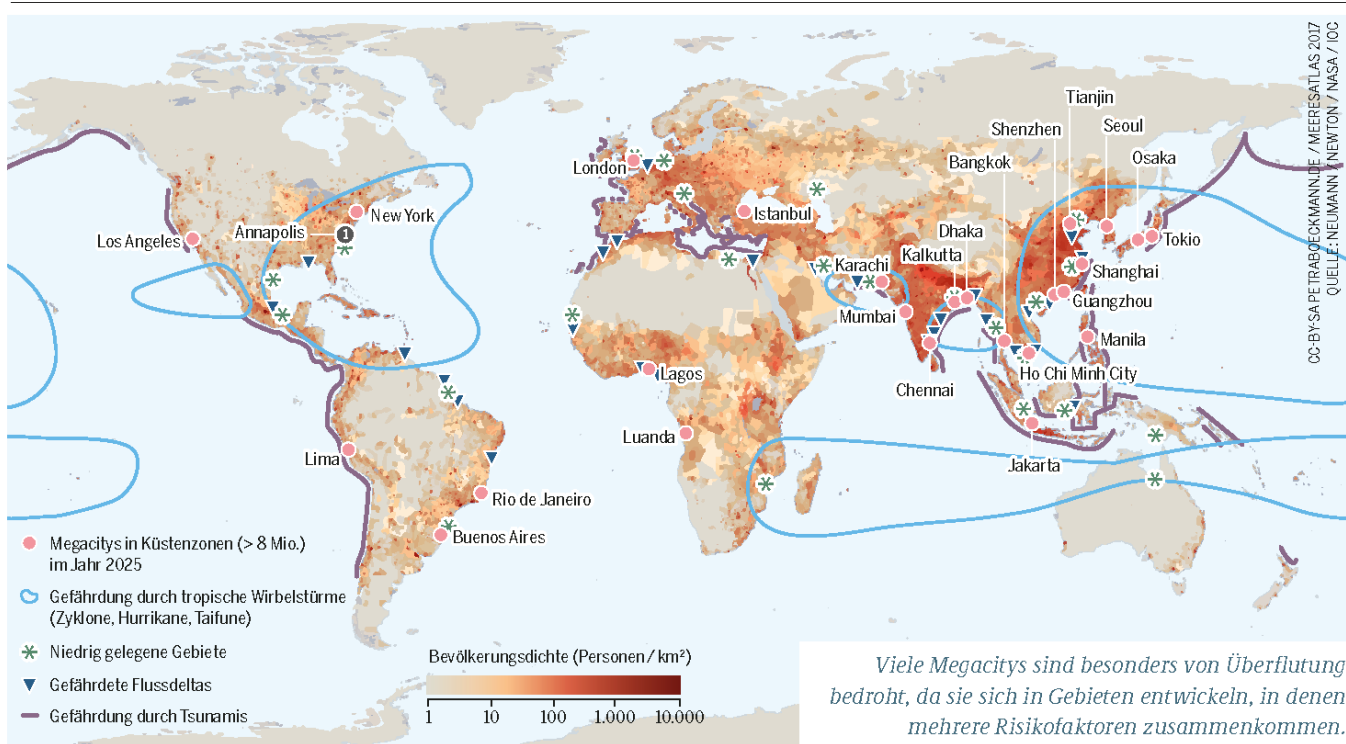 CC-BY-SA PETRABOECKMANN.DE / MEERESATLAS 2017
QUELLE: NEUMANN / NEWTON / NASA / IOC
Tianjin
Shenzhen
Seoul
Bangkok
Osaka
London
Istanbul
New York
Annapolis
1
Los Angeles
Dhaka
Kalkutta
Karachi
Tokio
Shanghai
Guangzhou
Mumbai
Manila
Ho Chi Minh City
Chennai
Lagos
Luanda
Lima
Jakarta
Rio de Janeiro
Buenos Aires
Megacitys in Küstenzonen (> 8 Mio.)
im Jahr 2025
Gefährdung durch tropische Wirbelstürme
(Zyklone, Hurrikane, Taifune)
Niedrig gelegene Gebiete
Gefährdete Flussdeltas
Gefährdung durch Tsunamis
Bevölkerungsdichte (Personen / km²)
1 10 100 1.000 10.000
Viele Megacitys sind besonders von Überflutung
bedroht, da sie sich in Gebieten entwickeln, in denen
mehrere Risikofaktoren zusammenkommen.